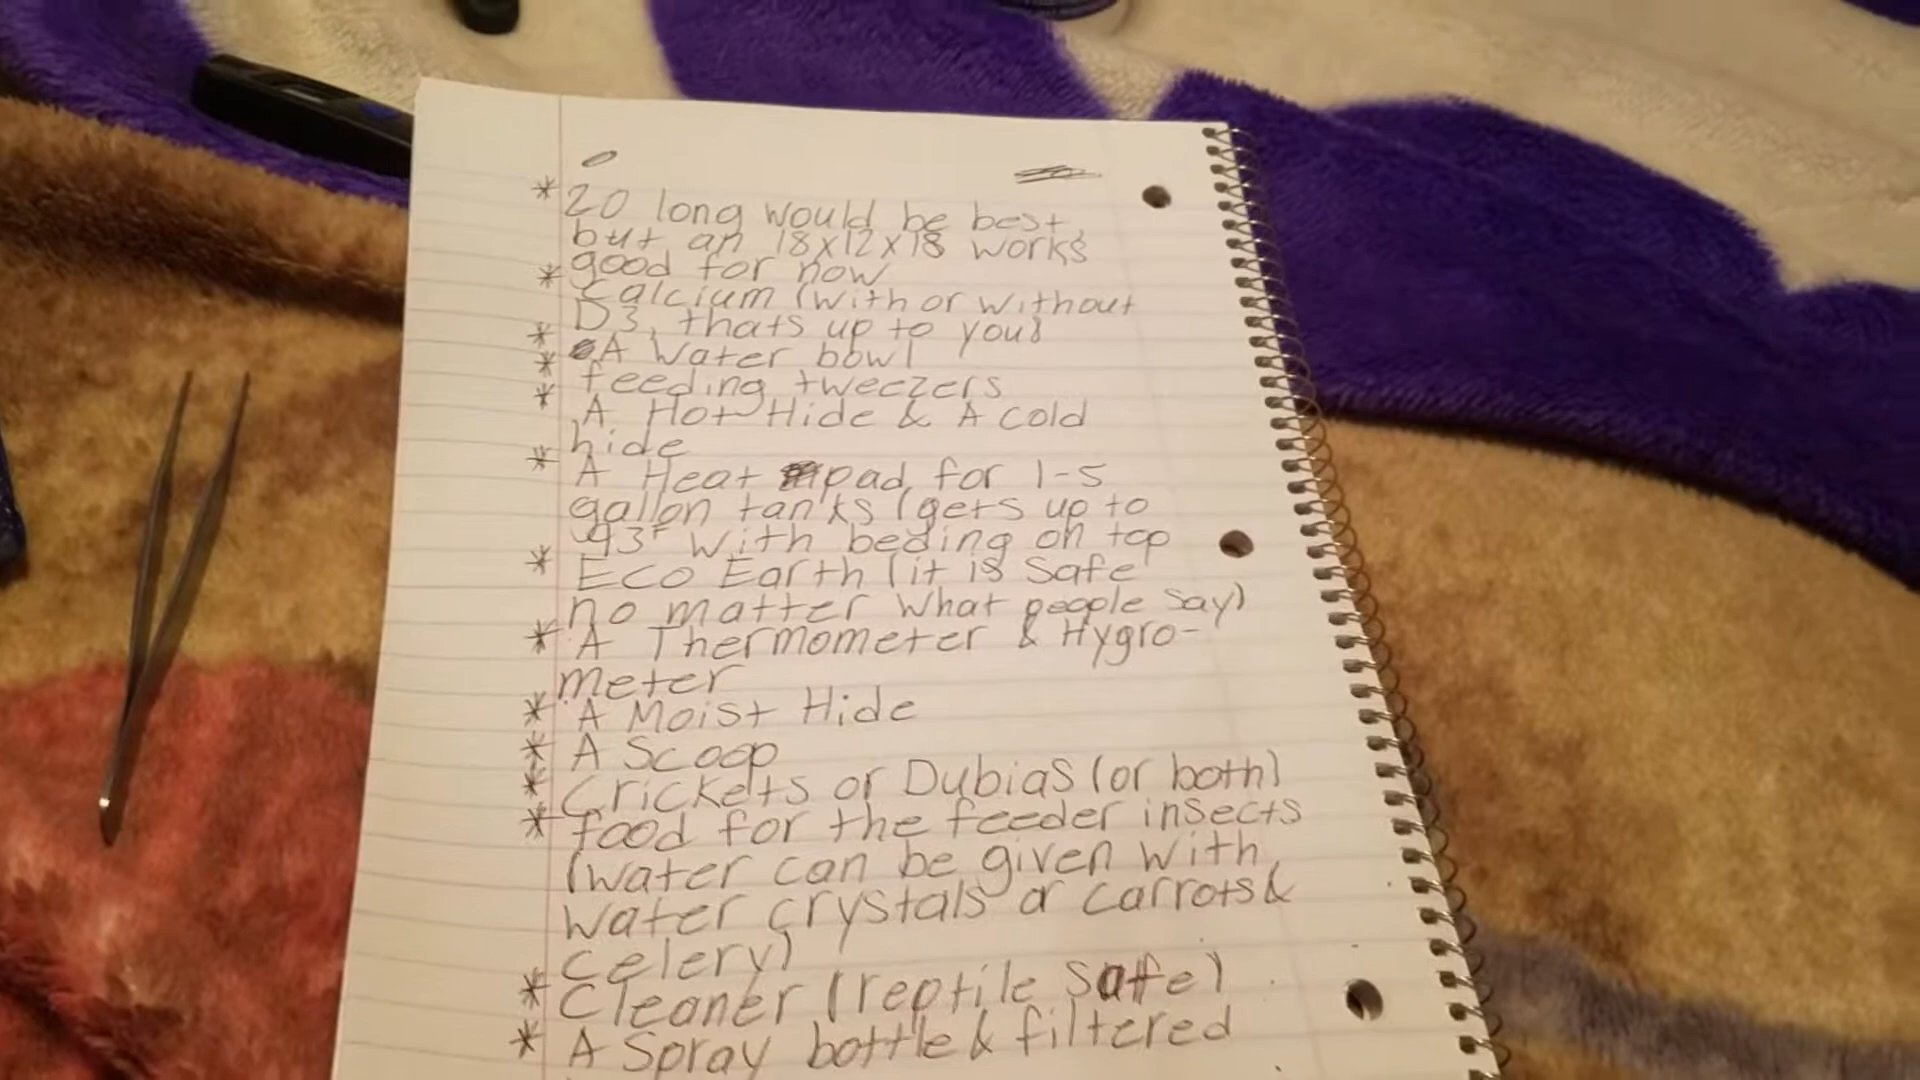 * 20 long would be best,
but an 18x12x18 works
good for now
* Calcium (with or without
D3, thats up to you)
* A Water bowl
* feeding tweezers
* A Hot Hide & A cold
hide
* A Heat pad, for 1-5
gallon tanks (gets up to
93F with beding on top
* Eco Earth (it is safe
no matter what people say)
* A Thermometer & Hygro-
meter
* A Moist Hide
* A Scoop
* Crickets or Dubias (or both)
* food for the feeder insects
(water can be given with
water crystals or carrots &
celery)
* Cleaner (reptile safe)
* A Spray bottle & filtered